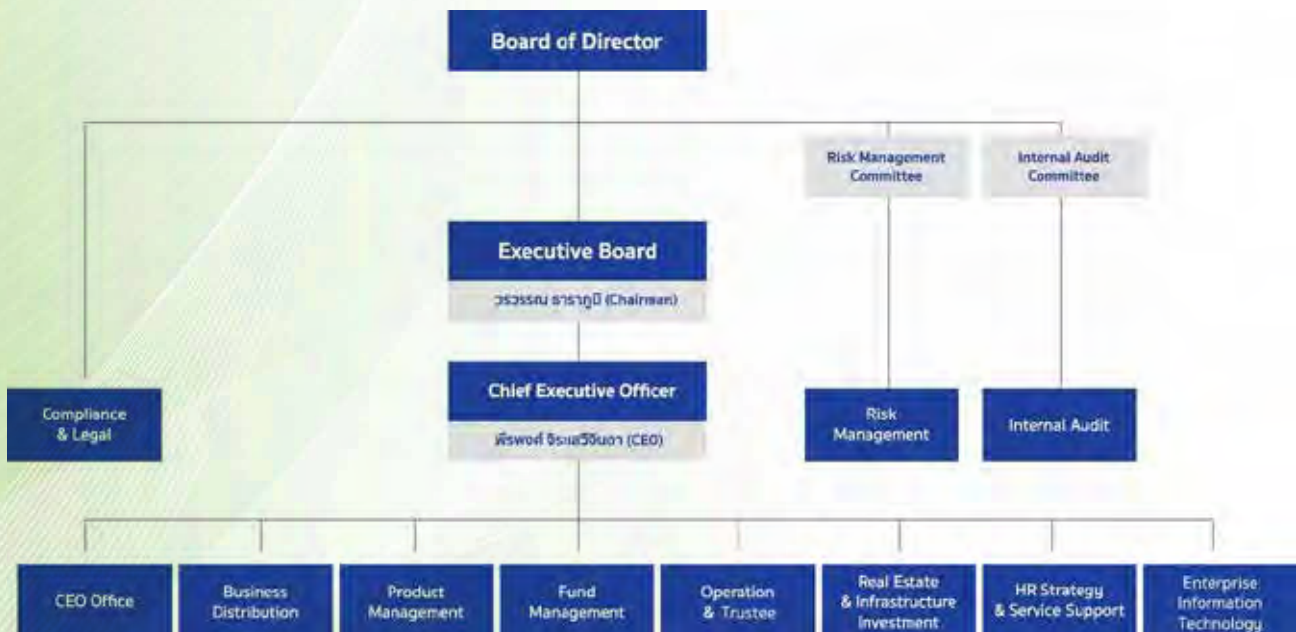 Board of Director
Risk Management
Committee
Internal Audit
Committee
Executive Board
วรวรรณ ธาราภูมิ (Chairman)
Chief Executive Officer
พีรพงศ์ จิระเสวีจินดา (CEO)
Compliance
& Legal
Risk
Management
Internal Audit
CEO Office
Business
Distribution
Product
Management
Fund
Management
Operation
& Trustee
Real Estate
& Infrastructure
Investment
HR Strategy
& Service Support
Enterprise
Information
Technology